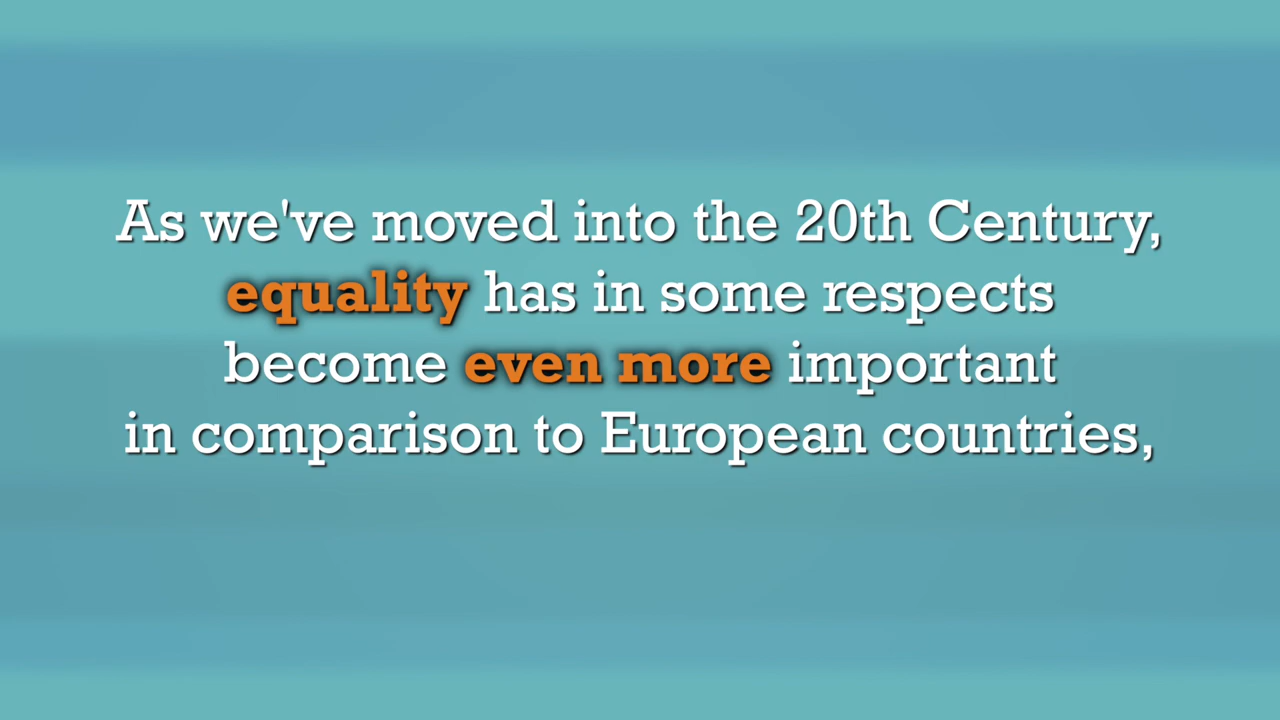 As we've moved into the 20th Century,
equality has in some respects
become even more important
in comparison to European countries,